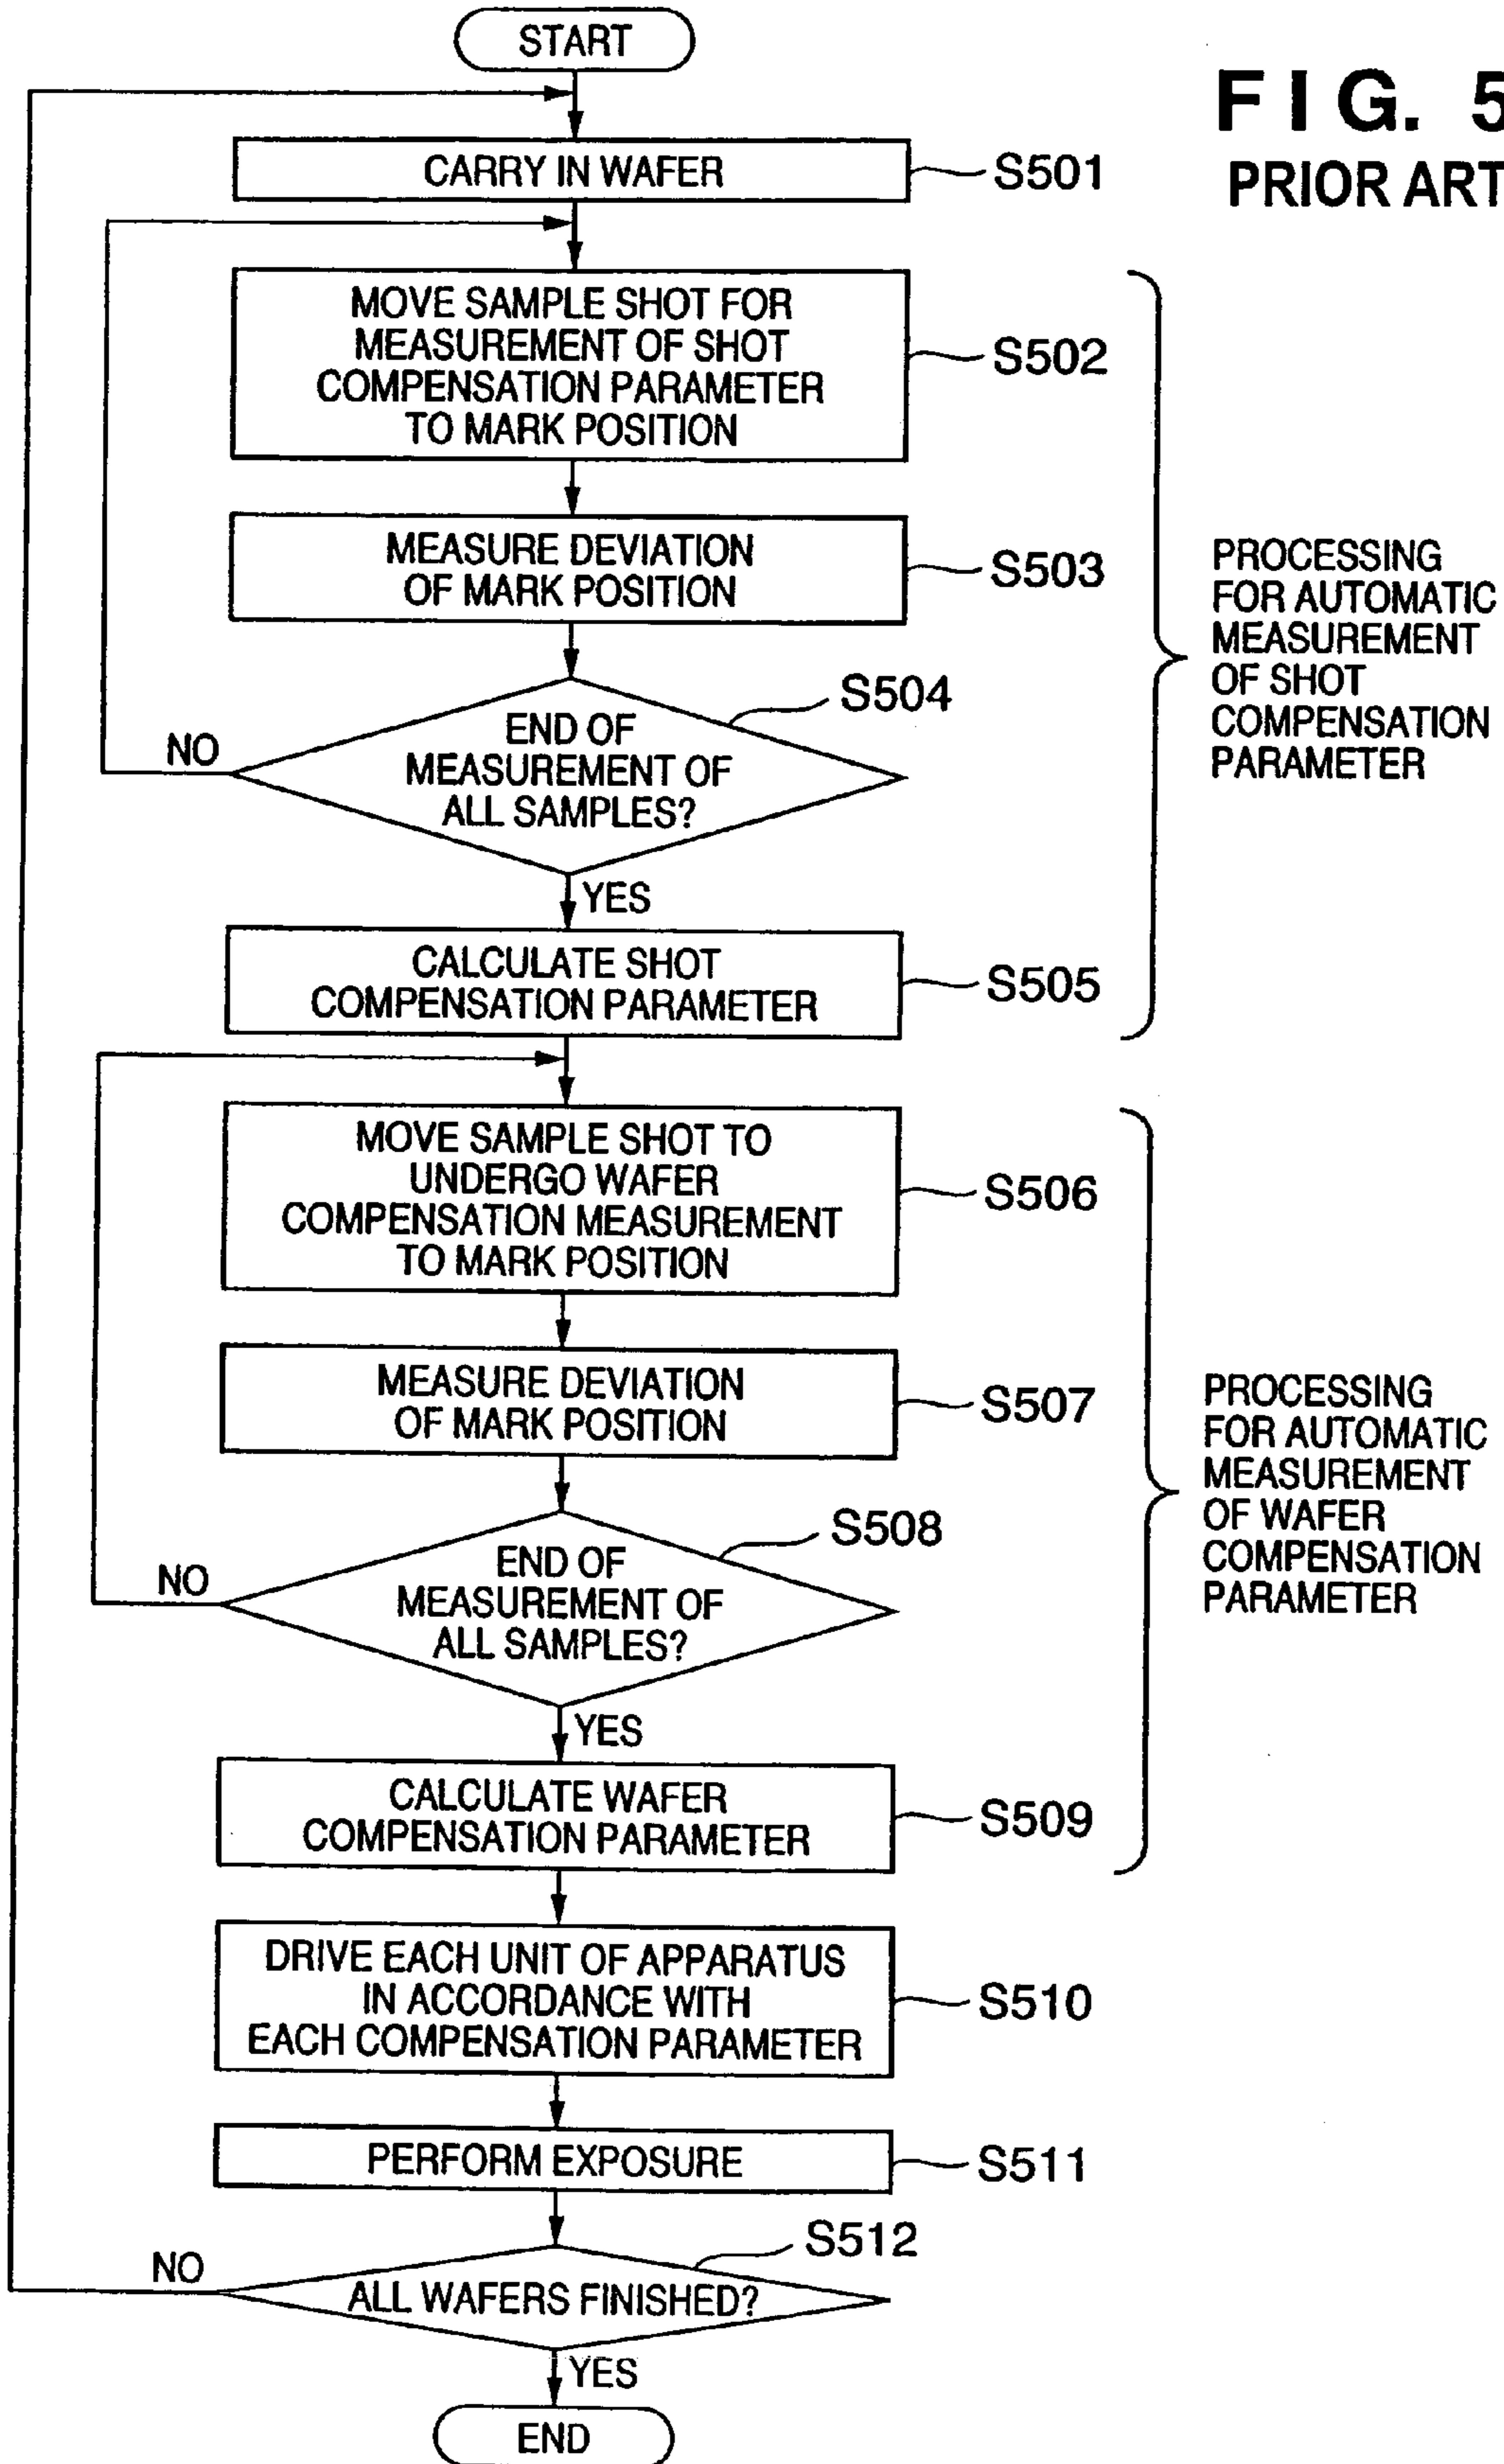 START
FIG. 5
PRIOR ART
CARRY IN WAFER
S501
MOVE SAMPLE SHOT FOR
MEASUREMENT OF SHOT
COMPENSATION PARAMETER
TO MARK POSITION
S502
MEASURE DEVIATION
OF MARK POSITION
S503
PROCESSING
FOR AUTOMATIC
MEASUREMENT
OF SHOT
COMPENSATION
PARAMETER
S504
END OF
MEASUREMENT OF
ALL SAMPLES?
NO
YES
CALCULATE SHOT
COMPENSATION PARAMETER
S505
MOVE SAMPLE SHOT TO
UNDERGO WAFER
COMPENSATION MEASUREMENT
TO MARK POSITION
S506
MEASURE DEVIATION
OF MARK POSITION
S507
PROCESSING
FOR AUTOMATIC
MEASUREMENT
OF WAFER
COMPENSATION
PARAMETER
S508
END OF
MEASUREMENT OF
ALL SAMPLES?
NO
YES
CALCULATE WAFER
COMPENSATION PARAMETER
S509
DRIVE EACH UNIT OF APPARATUS
IN ACCORDANCE WITH
EACH COMPENSATION PARAMETER
S510
PERFORM EXPOSURE
S511
S512
NO
ALL WAFERS FINISHED?
YES
END